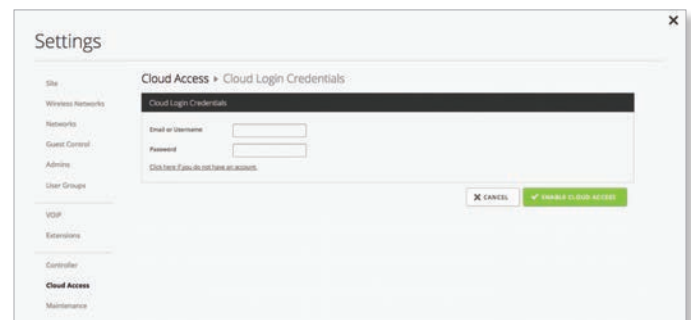 Settings
Site
Wireless Networks
Networks
Guest Control
Admins
User Groups
VOIP
Extensions
Controller
Cloud Access
Maintenance
Cloud Access ▸ Cloud Login Credentials
Cloud Login Credentials
Email or Username
Password
Click here if you do not have an account.
CANCEL
ENABLE CLOUD ACCESS